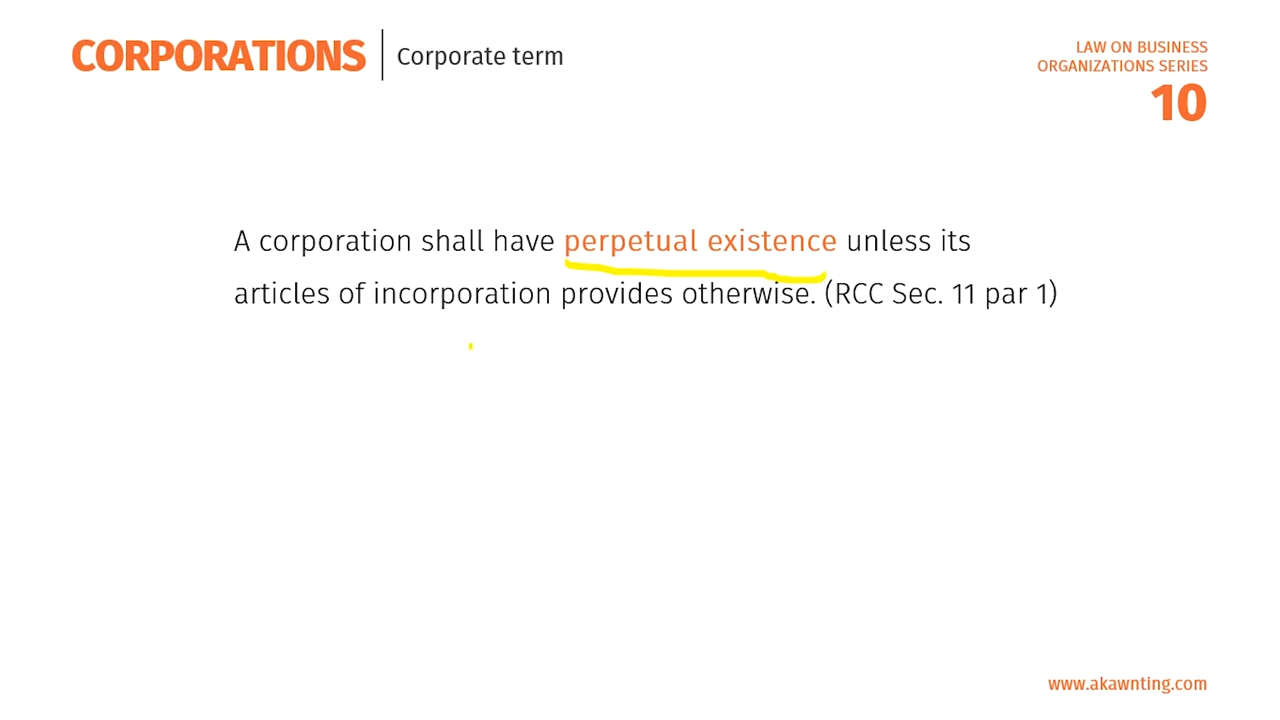 CORPORATIONS
Corporate term
LAW ON BUSINESS
ORGANIZATIONS SERIES
10
A corporation shall have perpetual existence unless its
articles of incorporation provides otherwise. (RCC Sec. 11 par 1)
www.akawnting.com